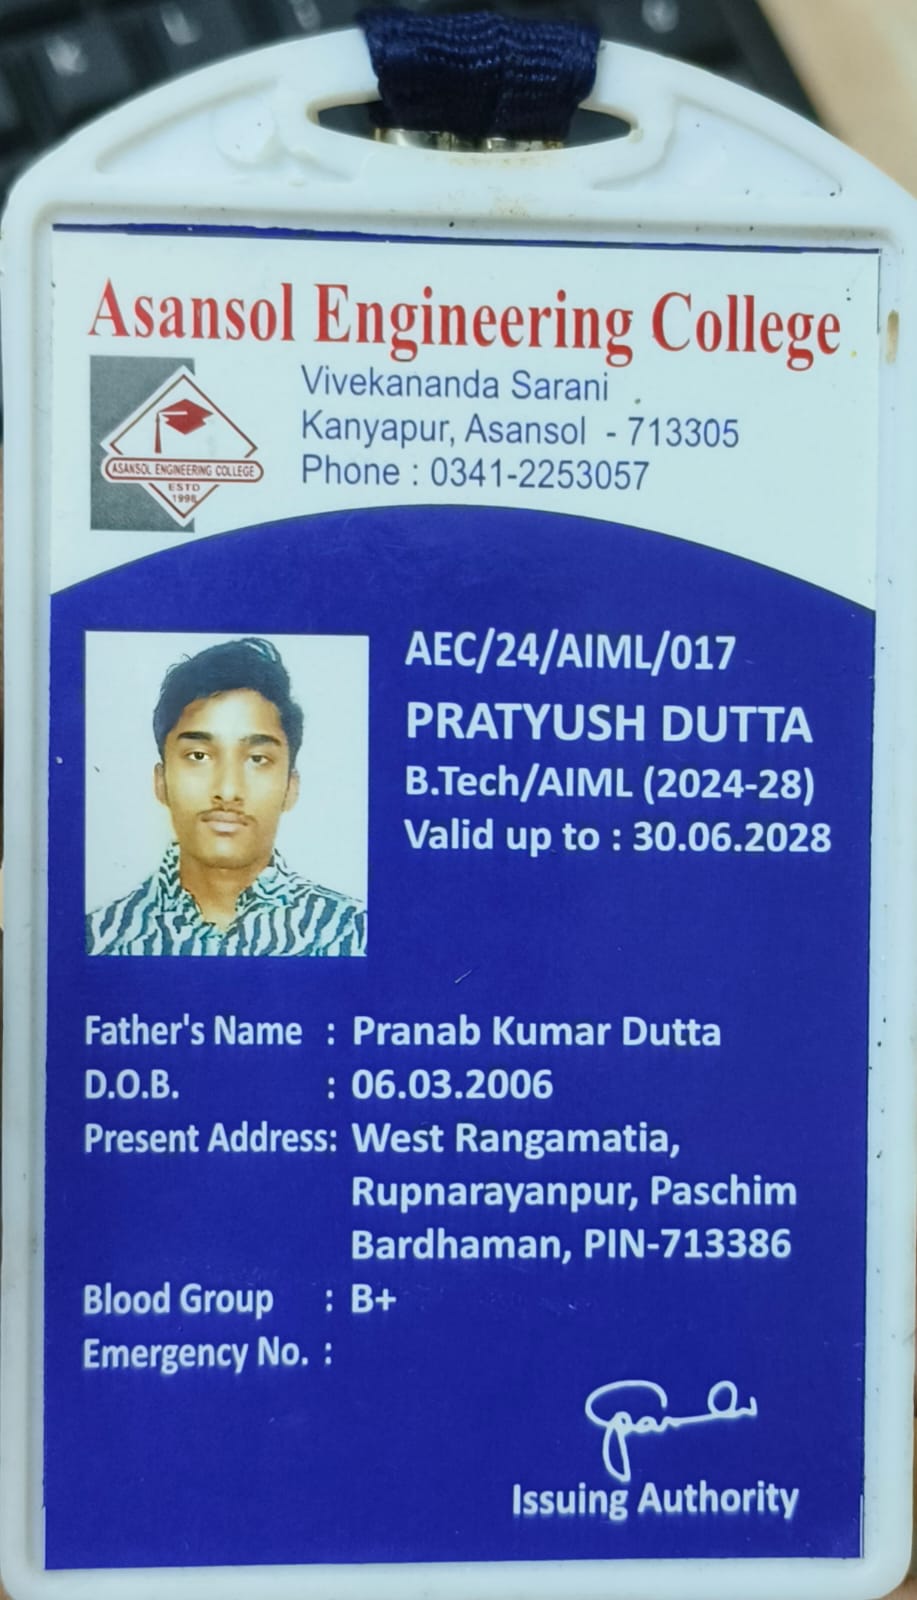 Asansol Engineering College
Vivekananda Sarani
Kanyapur, Asansol - 713305
Phone : 0341-2253057
ASANSOL ENGINEERING COLLEGE
ESTD
1998
AEC/24/AIML/017
PRATYUSH DUTTA
B.Tech/AIML (2024-28)
Valid up to : 30.06.2028
Father's Name : Pranab Kumar Dutta
D.O.B. : 06.03.2006
Present Address: West Rangamatia,
Rupnarayanpur, Paschim
Bardhaman, PIN-713386
Blood Group : B+
Emergency No. :
Issuing Authority